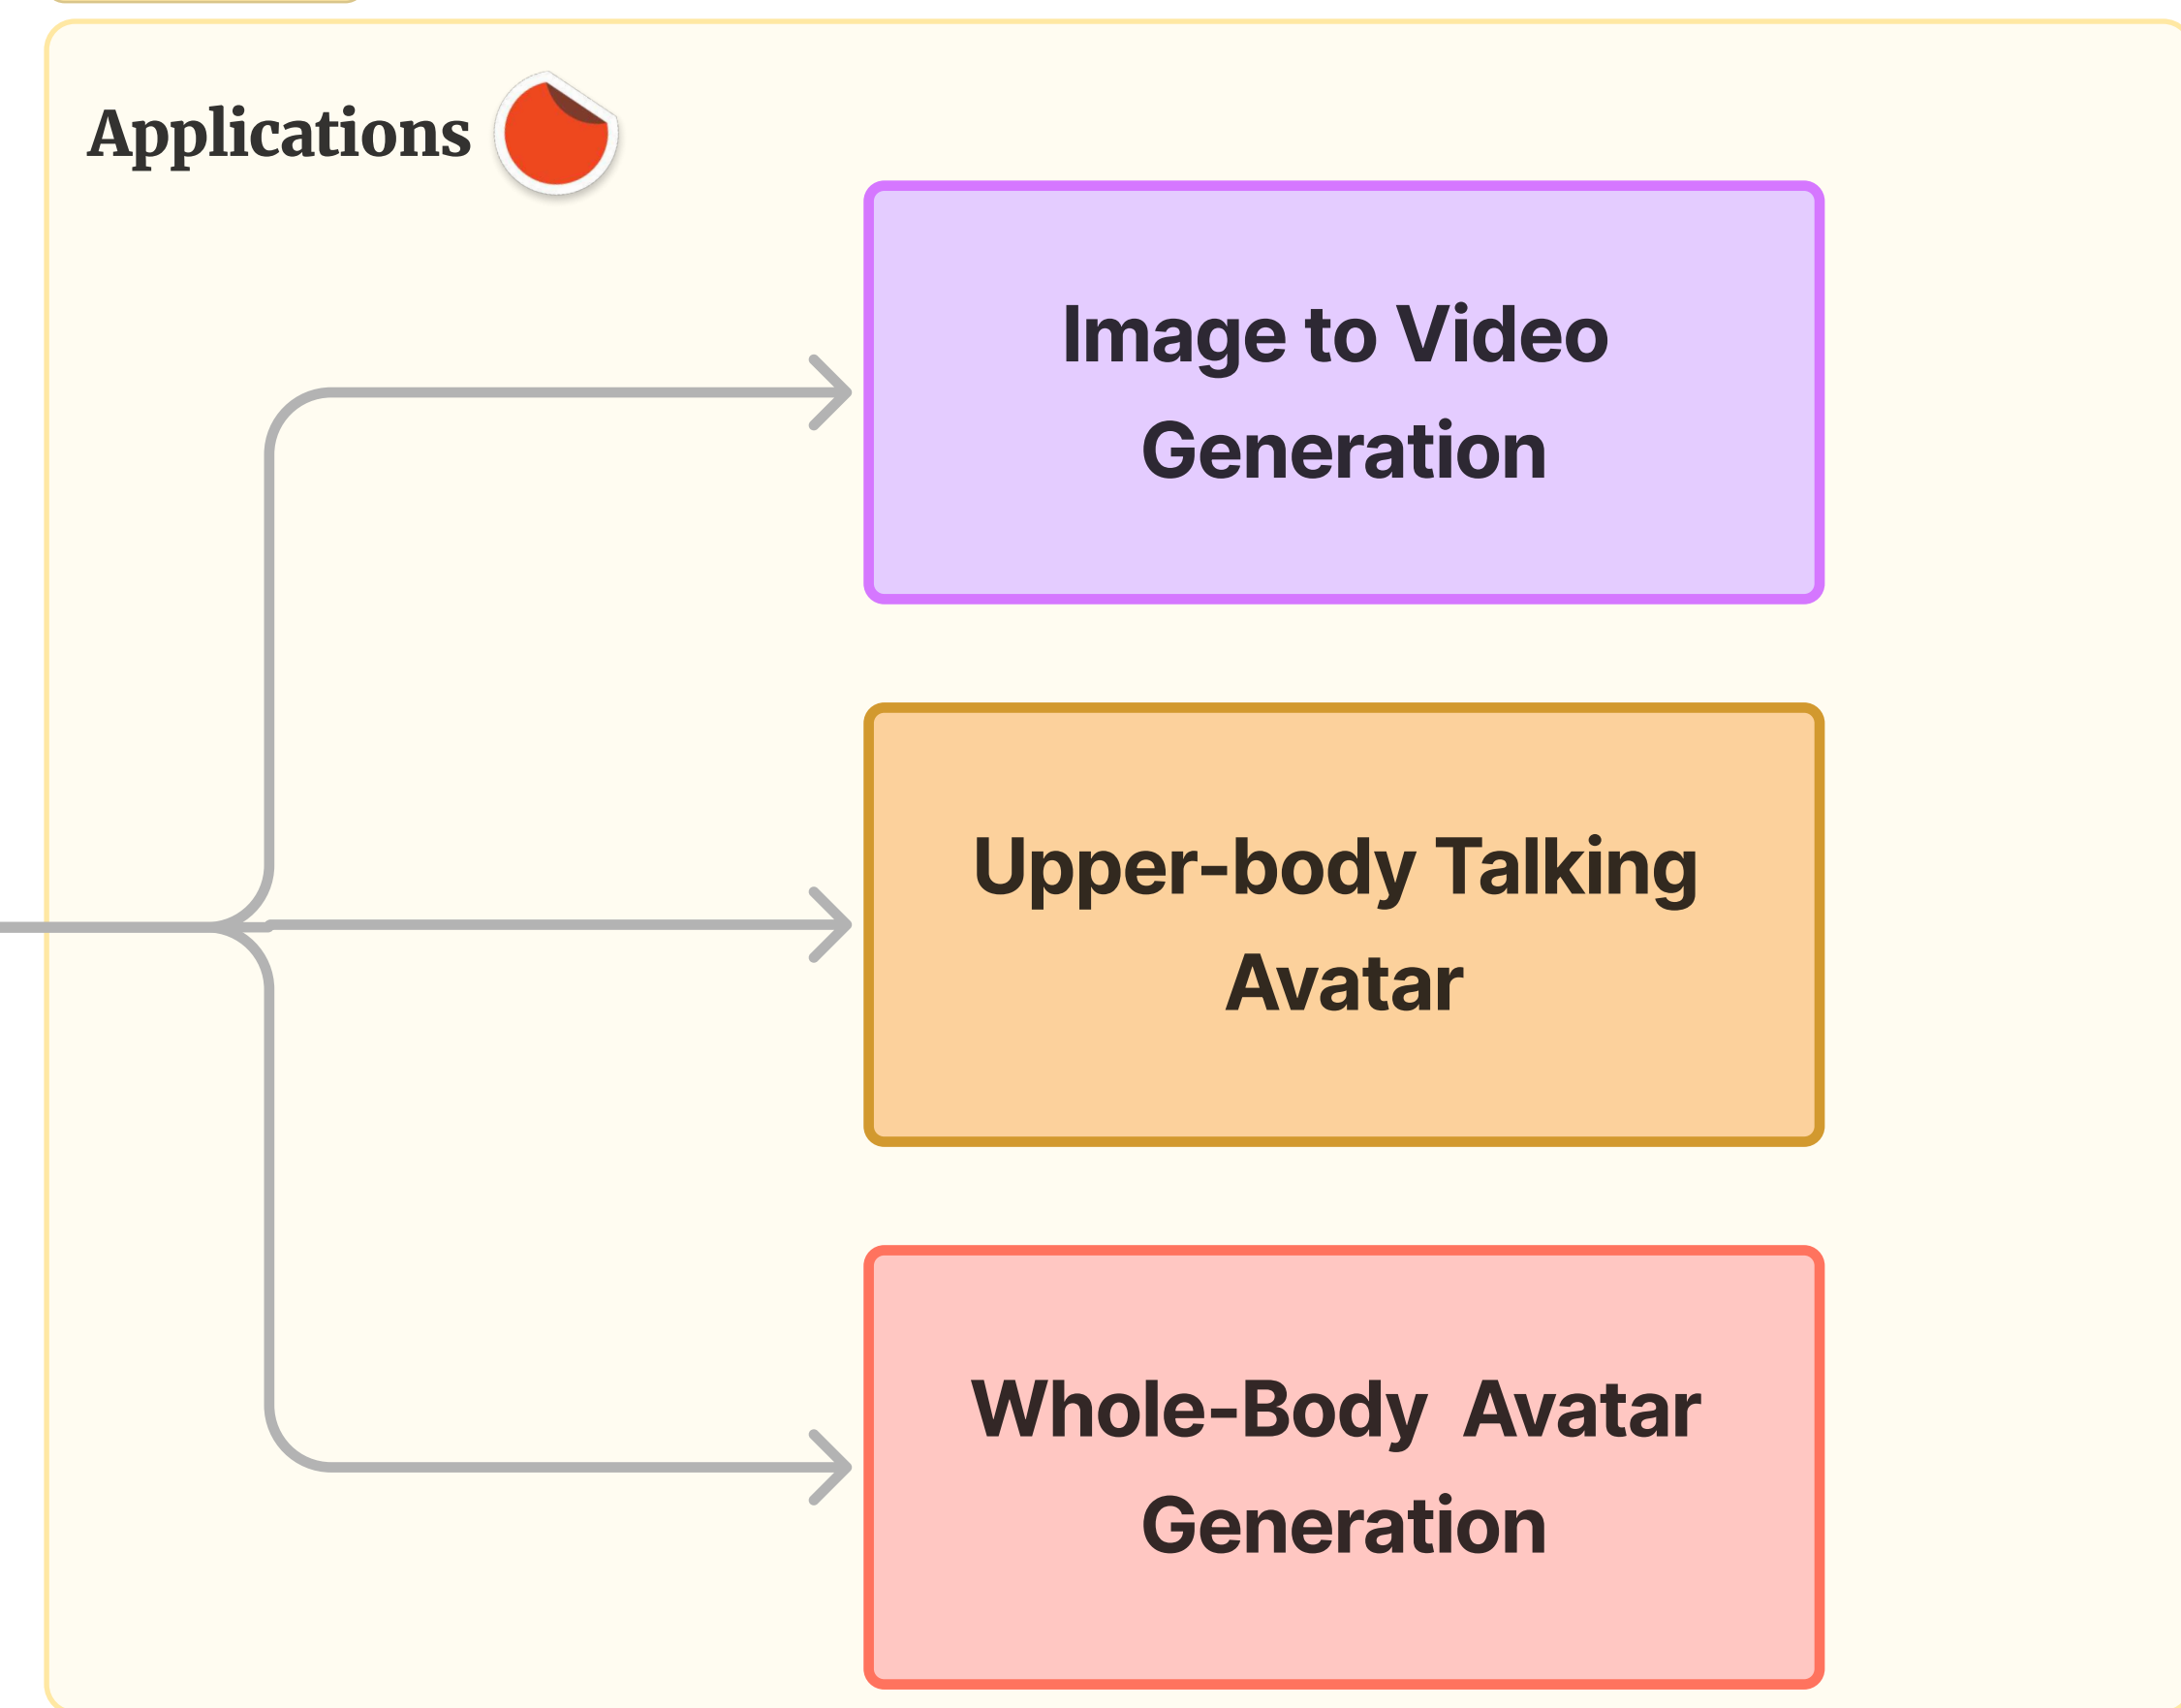 Applications
Image to Video
Generation
Upper-body Talking
Avatar
Whole-Body Avatar
Generation